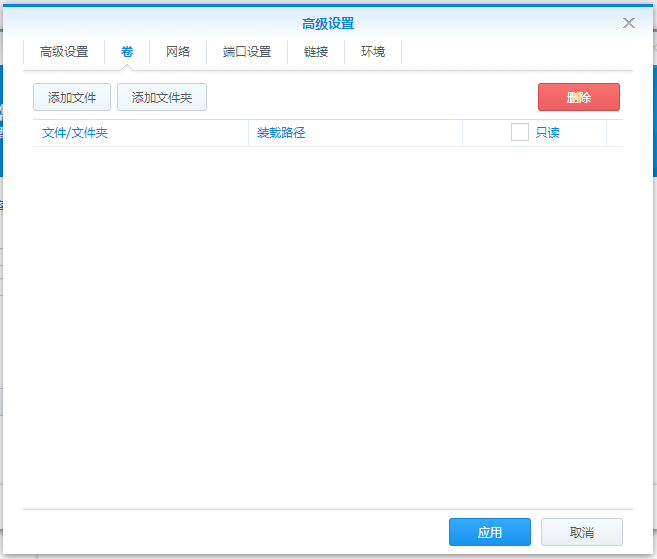 高级设置
高级设置 卷 网络 端口设置 链接 环境
添加文件 添加文件夹 删除
文件/文件夹 装载路径 只读
应用 取消